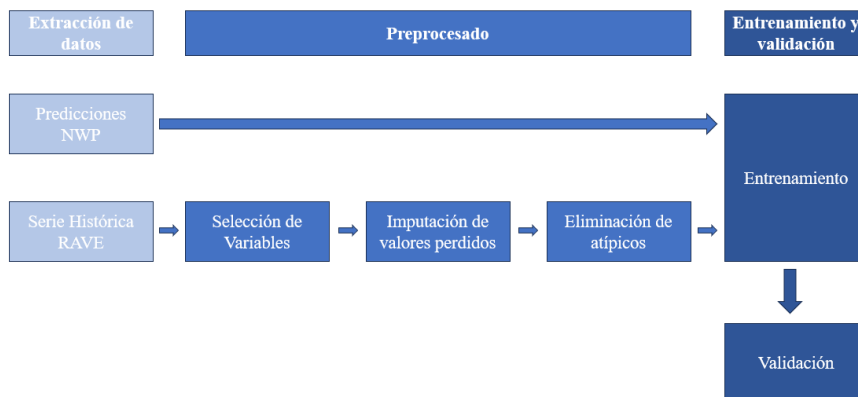 Extracción de
datos
Preprocesado
Entrenamiento y
validación
Predicciones
NWP
Entrenamiento
Serie Histórica
RAVE
Selección de
Variables
Imputación de
valores perdidos
Eliminación de
atípicos
Validación